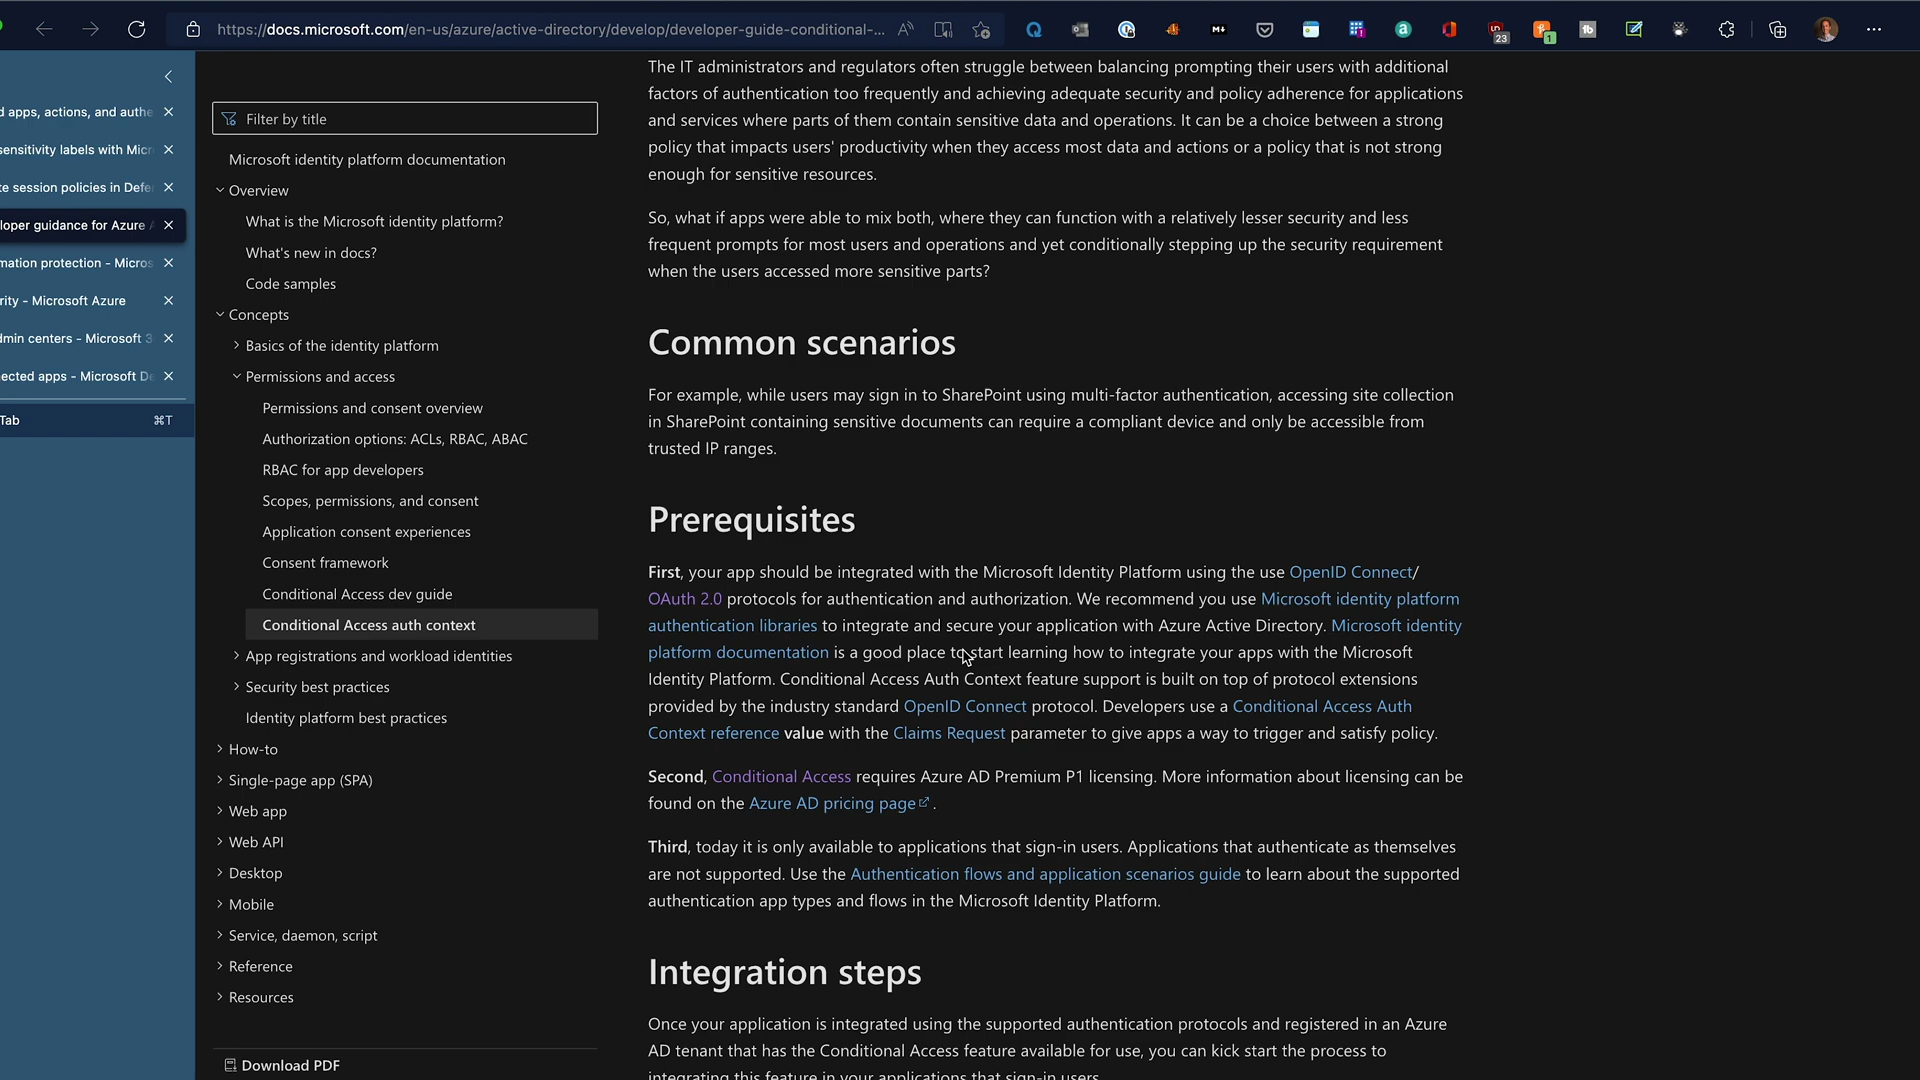 https://docs.microsoft.com/en-us/azure/active-directory/develop/developer-guide-conditional-...
23
1
d apps, actions, and authe
sensitivity labels with Micr
te session policies in Defe
loper guidance for Azure A
mation protection - Micros
rity - Microsoft Azure
dmin centers - Microsoft 3
ected apps - Microsoft De
Tab ⌘T
Filter by title
Microsoft identity platform documentation
Overview
What is the Microsoft identity platform?
What's new in docs?
Code samples
Concepts
Basics of the identity platform
Permissions and access
Permissions and consent overview
Authorization options: ACLs, RBAC, ABAC
RBAC for app developers
Scopes, permissions, and consent
Application consent experiences
Consent framework
Conditional Access dev guide
Conditional Access auth context
App registrations and workload identities
Security best practices
Identity platform best practices
How-to
Single-page app (SPA)
Web app
Web API
Desktop
Mobile
Service, daemon, script
Reference
Resources
Download PDF
The IT administrators and regulators often struggle between balancing prompting their users with additional
factors of authentication too frequently and achieving adequate security and policy adherence for applications
and services where parts of them contain sensitive data and operations. It can be a choice between a strong
policy that impacts users' productivity when they access most data and actions or a policy that is not strong
enough for sensitive resources.
So, what if apps were able to mix both, where they can function with a relatively lesser security and less
frequent prompts for most users and operations and yet conditionally stepping up the security requirement
when the users accessed more sensitive parts?
Common scenarios
For example, while users may sign in to SharePoint using multi-factor authentication, accessing site collection
in SharePoint containing sensitive documents can require a compliant device and only be accessible from
trusted IP ranges.
Prerequisites
First, your app should be integrated with the Microsoft Identity Platform using the use OpenID Connect/
OAuth 2.0 protocols for authentication and authorization. We recommend you use Microsoft identity platform
authentication libraries to integrate and secure your application with Azure Active Directory. Microsoft identity
platform documentation is a good place to start learning how to integrate your apps with the Microsoft
Identity Platform. Conditional Access Auth Context feature support is built on top of protocol extensions
provided by the industry standard OpenID Connect protocol. Developers use a Conditional Access Auth
Context reference value with the Claims Request parameter to give apps a way to trigger and satisfy policy.
Second, Conditional Access requires Azure AD Premium P1 licensing. More information about licensing can be
found on the Azure AD pricing page .
Third, today it is only available to applications that sign-in users. Applications that authenticate as themselves
are not supported. Use the Authentication flows and application scenarios guide to learn about the supported
authentication app types and flows in the Microsoft Identity Platform.
Integration steps
Once your application is integrated using the supported authentication protocols and registered in an Azure
AD tenant that has the Conditional Access feature available for use, you can kick start the process to
integrating this feature in your applications that sign-in users.